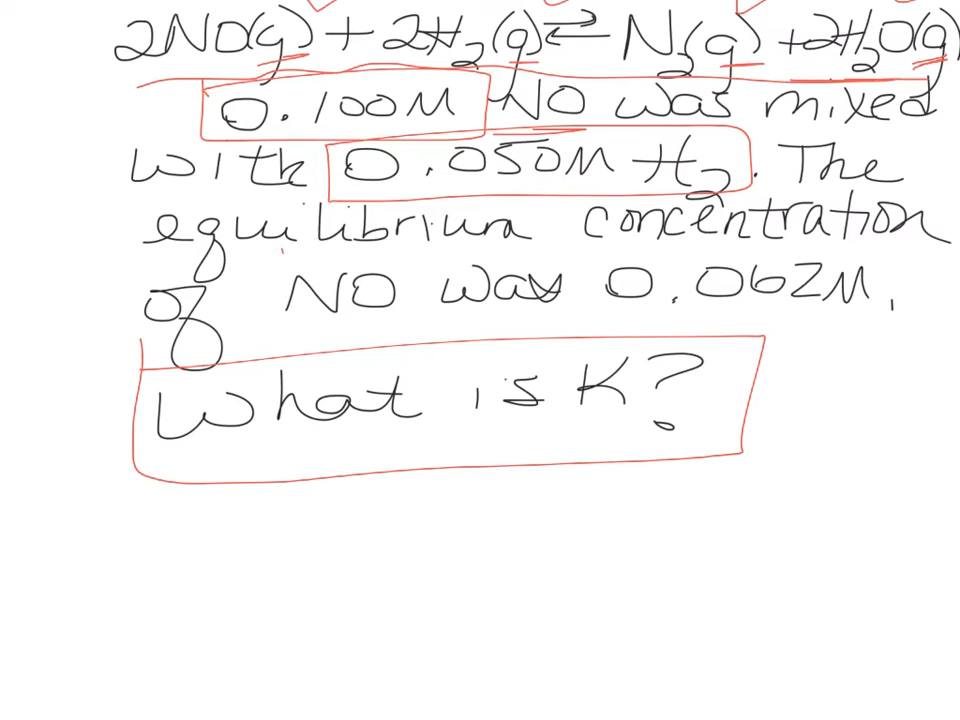 2NO(g) + 2H₂(g) ⇌ N₂(g) + 2H₂O(g)
0.100M NO was mixed
with 0.050M H₂. The
equilibrium concentration
of NO was 0.062M.
What is K?